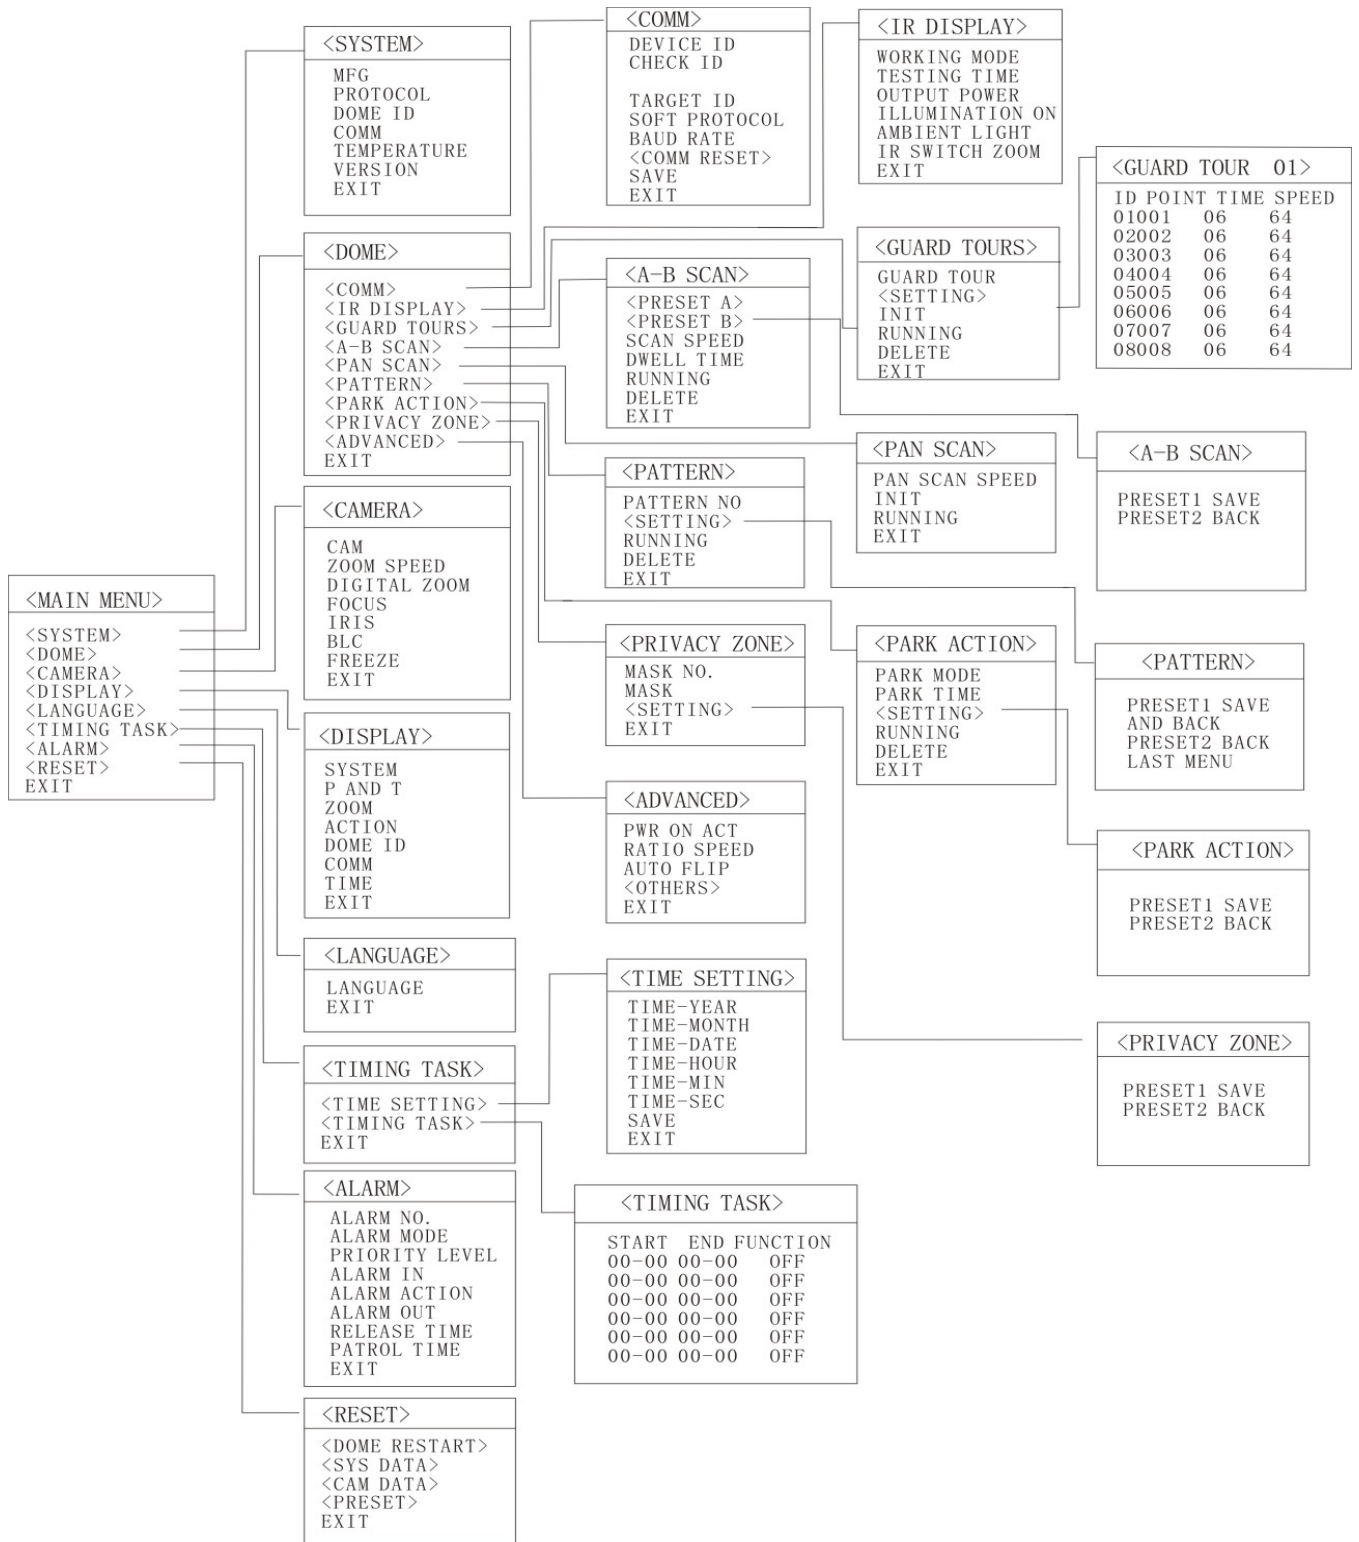 <MAIN MENU>
<SYSTEM>
<DOME>
<CAMERA>
<DISPLAY>
<LANGUAGE>
<TIMING TASK>
<ALARM>
<RESET>
EXIT
<SYSTEM>
MFG
PROTOCOL
DOME ID
COMM
TEMPERATURE
VERSION
EXIT
<DOME>
<COMM>
<IR DISPLAY>
<GUARD TOURS>
<A-B SCAN>
<PAN SCAN>
<PATTERN>
<PARK ACTION>
<PRIVACY ZONE>
<ADVANCED>
EXIT
<CAMERA>
CAM
ZOOM SPEED
DIGITAL ZOOM
FOCUS
IRIS
BLC
FREEZE
EXIT
<DISPLAY>
SYSTEM
P AND T
ZOOM
ACTION
DOME ID
COMM
TIME
EXIT
<LANGUAGE>
LANGUAGE
EXIT
<TIMING TASK>
<TIME SETTING>
<TIMING TASK>
EXIT
<ALARM>
ALARM NO.
ALARM MODE
PRIORITY LEVEL
ALARM IN
ALARM ACTION
ALARM OUT
RELEASE TIME
PATROL TIME
EXIT
<RESET>
<DOME RESTART>
<SYS DATA>
<CAM DATA>
<PRESET>
EXIT
<COMM>
DEVICE ID
CHECK ID
TARGET ID
SOFT PROTOCOL
BAUD RATE
<COMM RESET>
SAVE
EXIT
<A-B SCAN>
<PRESET A>
<PRESET B>
SCAN SPEED
DWELL TIME
RUNNING
DELETE
EXIT
<PATTERN>
PATTERN NO
<SETTING>
RUNNING
DELETE
EXIT
<PRIVACY ZONE>
MASK NO.
MASK
<SETTING>
EXIT
<ADVANCED>
PWR ON ACT
RATIO SPEED
AUTO FLIP
<OTHERS>
EXIT
<TIME SETTING>
TIME-YEAR
TIME-MONTH
TIME-DATE
TIME-HOUR
TIME-MIN
TIME-SEC
SAVE
EXIT
<TIMING TASK>
START END FUNCTION
00-00 00-00 OFF
00-00 00-00 OFF
00-00 00-00 OFF
00-00 00-00 OFF
00-00 00-00 OFF
00-00 00-00 OFF
<IR DISPLAY>
WORKING MODE
TESTING TIME
OUTPUT POWER
ILLUMINATION ON
AMBIENT LIGHT
IR SWITCH ZOOM
EXIT
<GUARD TOURS>
GUARD TOUR
<SETTING>
INIT
RUNNING
DELETE
EXIT
<PAN SCAN>
PAN SCAN SPEED
INIT
RUNNING
EXIT
<PARK ACTION>
PARK MODE
PARK TIME
<SETTING>
RUNNING
DELETE
EXIT
<GUARD TOUR 01>
ID POINT TIME SPEED
01001 06 64
02002 06 64
03003 06 64
04004 06 64
05005 06 64
06006 06 64
07007 06 64
08008 06 64
<A-B SCAN>
PRESET1 SAVE
PRESET2 BACK
<PATTERN>
PRESET1 SAVE
AND BACK
PRESET2 BACK
LAST MENU
<PARK ACTION>
PRESET1 SAVE
PRESET2 BACK
<PRIVACY ZONE>
PRESET1 SAVE
PRESET2 BACK